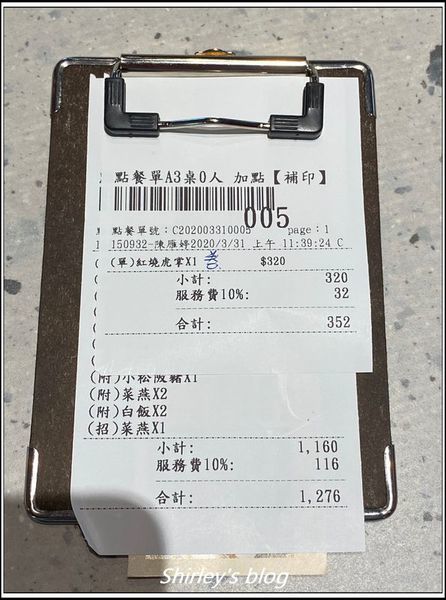 點餐單A3桌0人 加點【補印】
005
點餐單號:C202003310005 page:1
150932-陳雁婷2020/3/31 上午 11:39:24 C
(單)紅燒虎掌X1 $320
小計: 320
服務費10%: 32
合計: 352
(附)小松阪豬X1
(附)菜燕X2
(附)白飯X2
(招)菜燕X1
小計: 1,160
服務費10%: 116
合計: 1,276
Shirley's blog